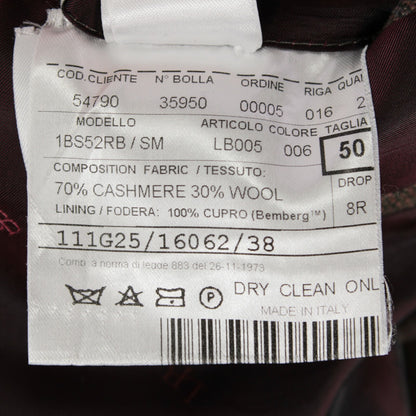 COD.CLIENTE N° BOLLA ORDINE RIGA QUAL
54790 35950 00005 016 2
MODELLO ARTICOLO COLORE TAGLIA
1BS52RB / SM LB005 006 50
COMPOSITION FABRIC / TESSUTO: DROP
70% CASHMERE 30% WOOL
LINING / FODERA: 100% CUPRO (Bemberg™) 8R
111G25/16062/38
Comp. a norma di legge 883 del 26-11-1973
P DRY CLEAN ONL
MADE IN ITALY